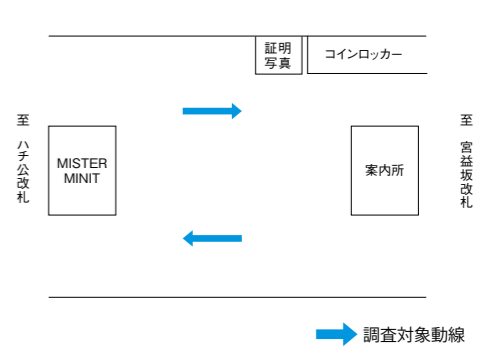 証明
写真
コインロッカー
至 ハチ公改札
MISTER
MINIT
案内所
至 宮益坂改札
調査対象動線